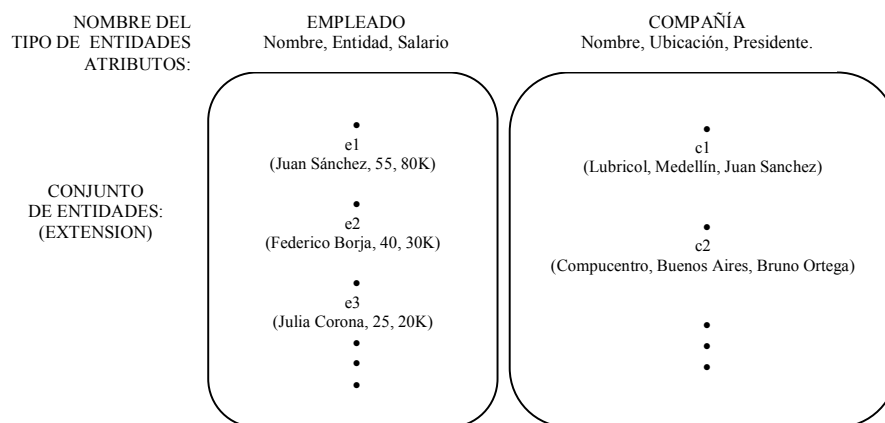 NOMBRE DEL
TIPO DE ENTIDADES
ATRIBUTOS:
EMPLEADO
Nombre, Entidad, Salario
COMPAÑÍA
Nombre, Ubicación, Presidente.
CONJUNTO
DE ENTIDADES:
(EXTENSION)
e1
(Juan Sánchez, 55, 80K)
e2
(Federico Borja, 40, 30K)
e3
(Julia Corona, 25, 20K)
c1
(Lubricol, Medellín, Juan Sanchez)
c2
(Compucentro, Buenos Aires, Bruno Ortega)